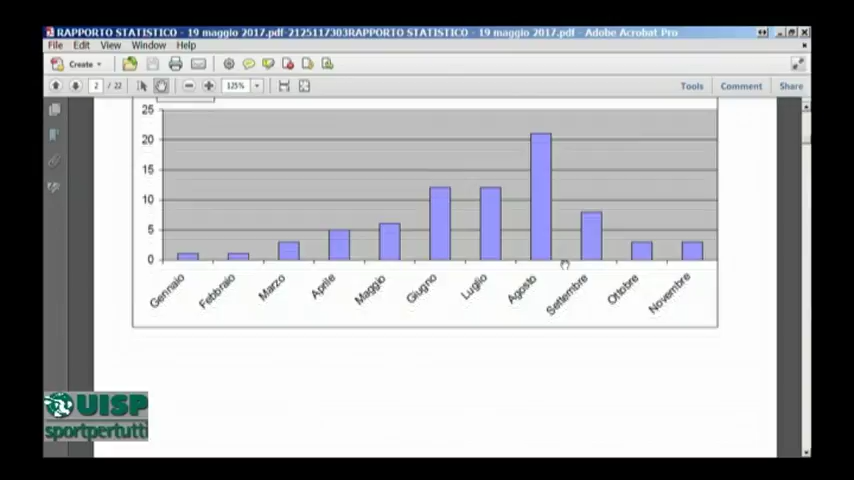 RAPPORTO STATISTICO - 19 maggio 2017.pdf-2125117303RAPPORTO STATISTICO - 19 maggio 2017.pdf - Adobe Acrobat Pro
File Edit View Window Help
Create
2 / 22 125% Tools Comment Share
25
20
15
10
5
0
Gennaio Febbraio Marzo Aprile Maggio Giugno Luglio Agosto Settembre Ottobre Novembre
UISP
sportpertutti